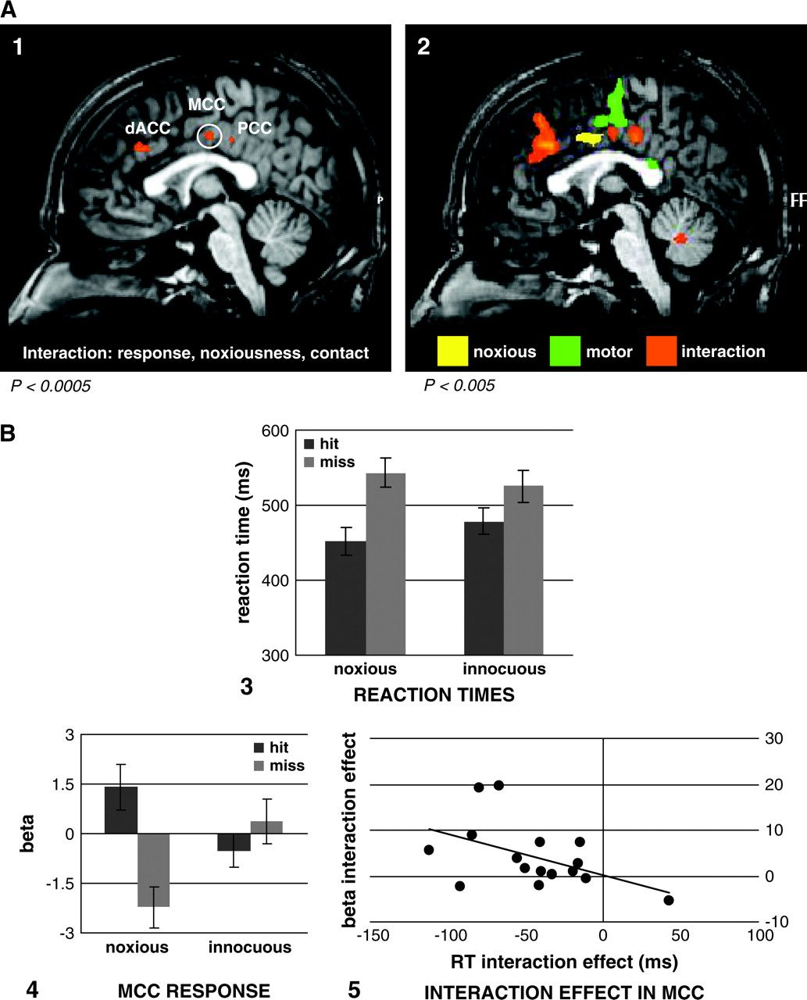 A
1
MCC
dACC
PCC
P
Interaction: response, noxiousness, contact
P < 0.0005
2
FF
noxious
motor
interaction
P < 0.005
B
600
500
400
300
reaction time (ms)
hit
miss
noxious
innocuous
3
REACTION TIMES
3
1.5
0
-1.5
-3
beta
hit
miss
noxious
innocuous
4
MCC RESPONSE
beta interaction effect
30
20
10
0
-10
-150
-100
-50
0
50
100
RT interaction effect (ms)
5
INTERACTION EFFECT IN MCC